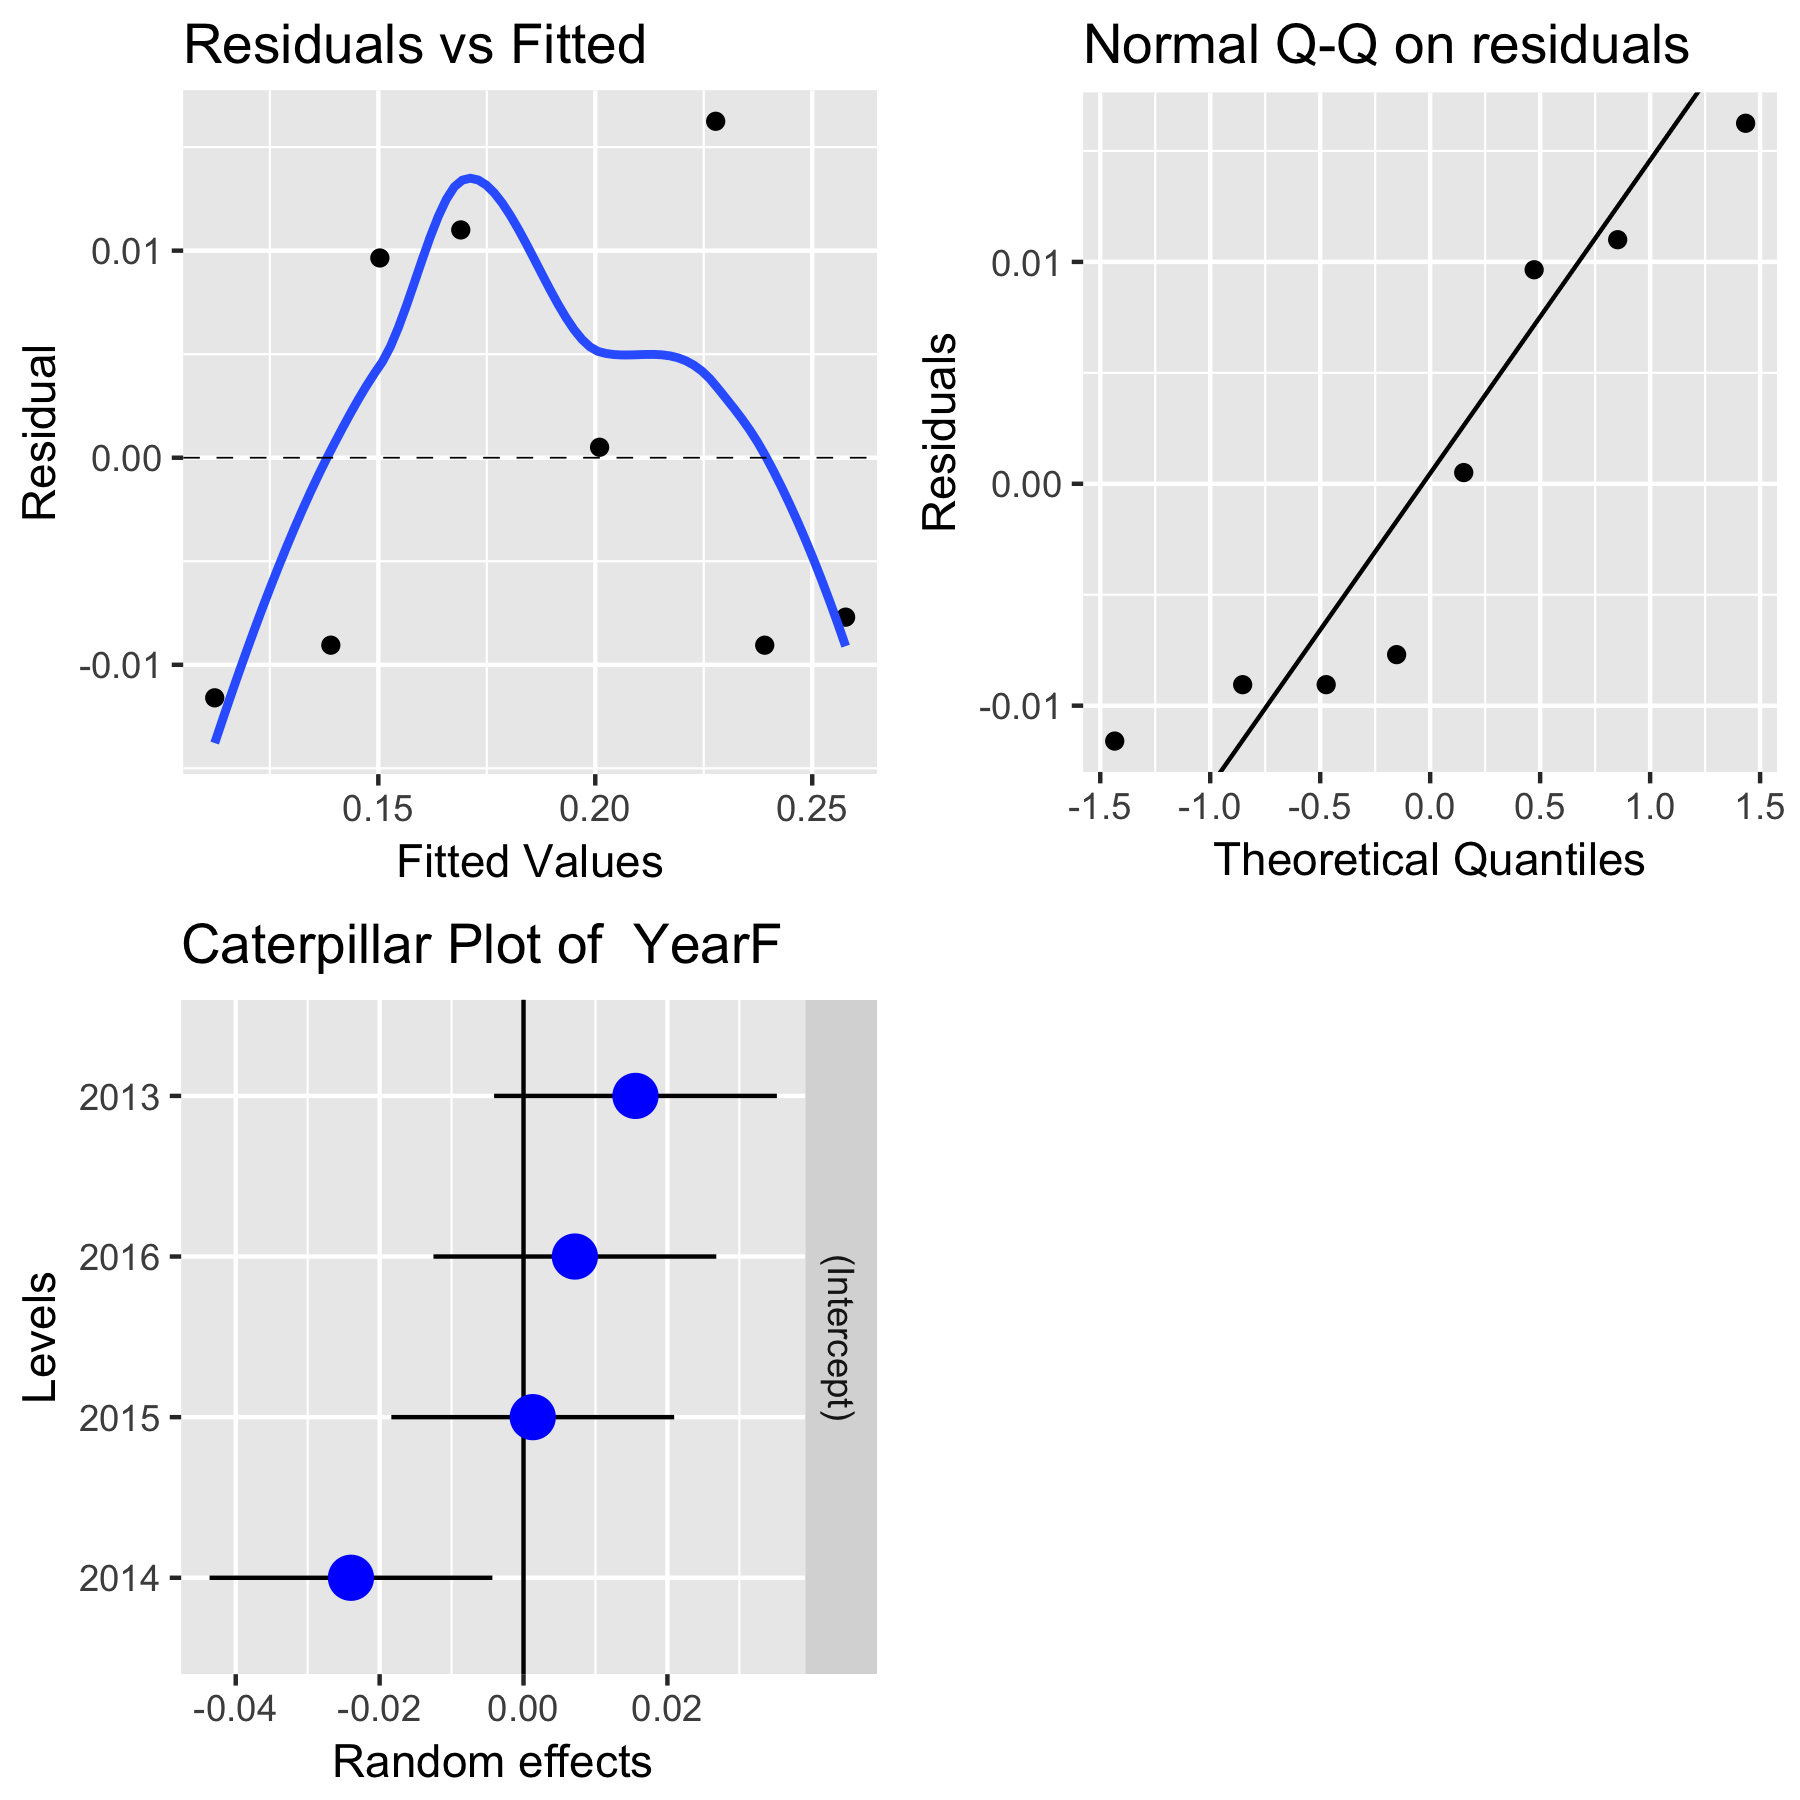 Residuals vs Fitted
Residual
0.01
0.00
-0.01
0.15 0.20 0.25
Fitted Values
Normal Q-Q on residuals
Residuals
0.01
0.00
-0.01
-1.5 -1.0 -0.5 0.0 0.5 1.0 1.5
Theoretical Quantiles
Caterpillar Plot of  YearF
Levels
2013
2016
2015
2014
(Intercept)
-0.04 -0.02 0.00 0.02
Random effects